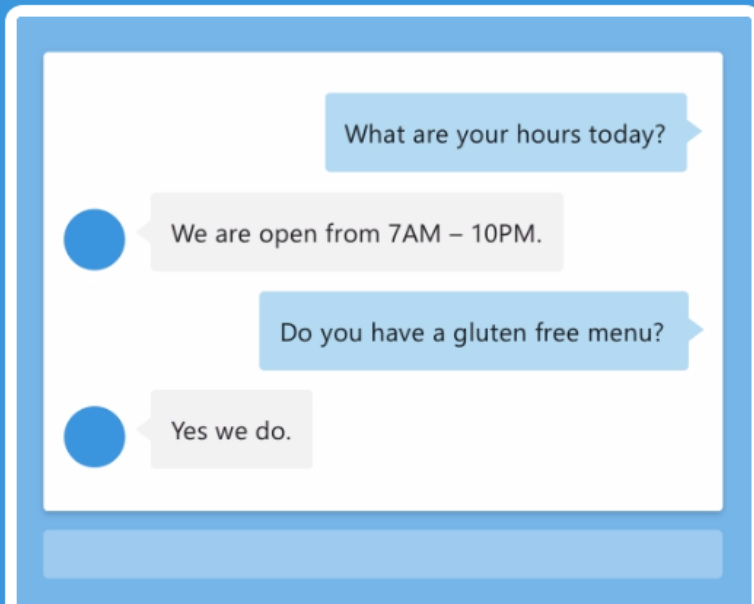 What are your hours today?
We are open from 7AM – 10PM.
Do you have a gluten free menu?
Yes we do.